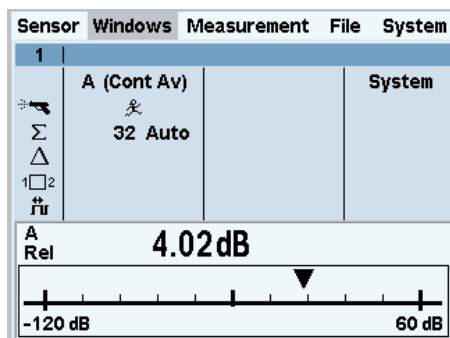 Sensor Windows Measurement File System
1
A (Cont Av) System
Σ 32 Auto
Δ
1 2
A
Rel 4.02dB
-120 dB 60 dB